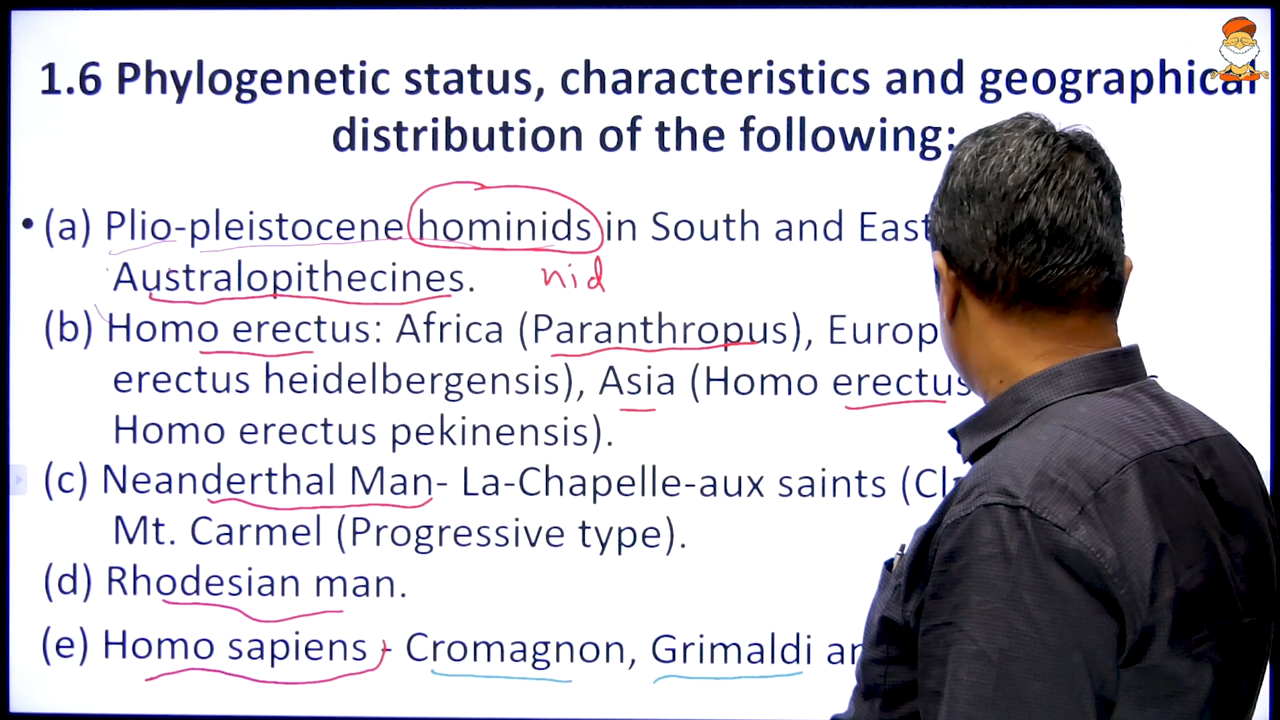 1.6 Phylogenetic status, characteristics and geographical
distribution of the following:
• (a) Plio-pleistocene hominids in South and East
Australopithecines. nid
(b) Homo erectus: Africa (Paranthropus), Europ
erectus heidelbergensis), Asia (Homo erectus
Homo erectus pekinensis).
(c) Neanderthal Man- La-Chapelle-aux saints (Cl
Mt. Carmel (Progressive type).
(d) Rhodesian man.
(e) Homo sapiens - Cromagnon, Grimaldi an